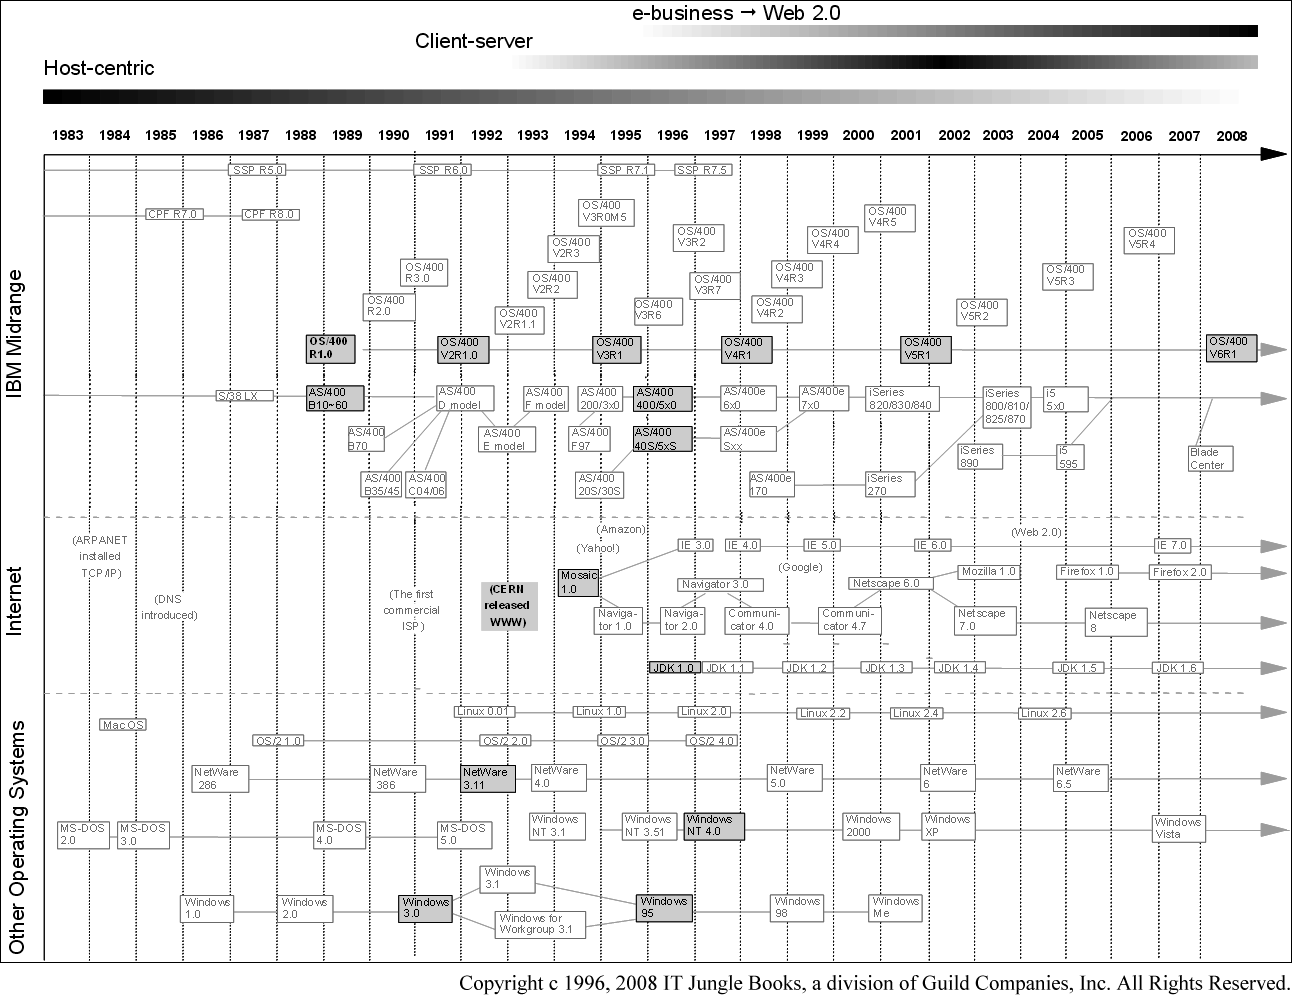 e-business → Web 2.0
Client-server
Host-centric
1983 1984 1985 1986 1987 1988 1989 1990 1991 1992 1993 1994 1995 1996 1997 1998 1999 2000 2001 2002 2003 2004 2005 2006 2007 2008
IBM Midrange
SSP R5.0 SSP R6.0 SSP R7.1 SSP R7.5
CPF R7.0 CPF R8.0
OS/400
V3R0M5
OS/400
V4R5
OS/400
V3R2
OS/400
V4R4
OS/400
V5R4
OS/400
V2R3
OS/400
R3.0
OS/400
V2R2
OS/400
V3R7
OS/400
V4R3
OS/400
V5R3
OS/400
R2.0
OS/400
V2R1.1
OS/400
V3R6
OS/400
V4R2
OS/400
V5R2
OS/400
R1.0
OS/400
V2R1.0
OS/400
V3R1
OS/400
V4R1
OS/400
V5R1
OS/400
V6R1
S/38 LX
AS/400
B10~60
AS/400
D model
AS/400
F model
AS/400
200/3x0
AS/400
400/5x0
AS/400e
6x0
AS/400e
7x0
iSeries
820/830/840
iSeries
800/810/
825/870
i5
5x0
AS/400
B70
AS/400
E model
AS/400
F97
AS/400
40S/5xS
AS/400e
Sxx
iSeries
890
i5
595
Blade
Center
AS/400
B35/45
AS/400
C04/06
AS/400
20S/30S
AS/400e
170
iSeries
270
Internet
(ARPANET
installed
TCP/IP)
(DNS
introduced)
(The first
commercial
ISP)
(CERN
released
WWW)
(Amazon)
(Yahoo!)
(Google)
(Web 2.0)
IE 3.0 IE 4.0 IE 5.0 IE 6.0 IE 7.0
Mosaic
1.0
Navigator 3.0
Netscape 6.0
Mozilla 1.0 Firefox 1.0 Firefox 2.0
Naviga-
tor 1.0
Naviga-
tor 2.0
Communi-
cator 4.0
Communi-
cator 4.7
Netscape
7.0
Netscape
8
JDK 1.0 JDK 1.1 JDK 1.2 JDK 1.3 JDK 1.4 JDK 1.5 JDK 1.6
Other Operating Systems
Linux 0.01 Linux 1.0 Linux 2.0 Linux 2.2 Linux 2.4 Linux 2.6
Mac OS
OS/2 1.0 OS/2 2.0 OS/2 3.0 OS/2 4.0
NetWare
286
NetWare
386
NetWare
3.11
NetWare
4.0
NetWare
5.0
NetWare
6
NetWare
6.5
MS-DOS
2.0
MS-DOS
3.0
MS-DOS
4.0
MS-DOS
5.0
Windows
NT 3.1
Windows
NT 3.51
Windows
NT 4.0
Windows
2000
Windows
XP
Windows
Vista
Windows
1.0
Windows
2.0
Windows
3.0
Windows
3.1
Windows for
Workgroup 3.1
Windows
95
Windows
98
Windows
Me
Copyright c 1996, 2008 IT Jungle Books, a division of Guild Companies, Inc. All Rights Reserved.